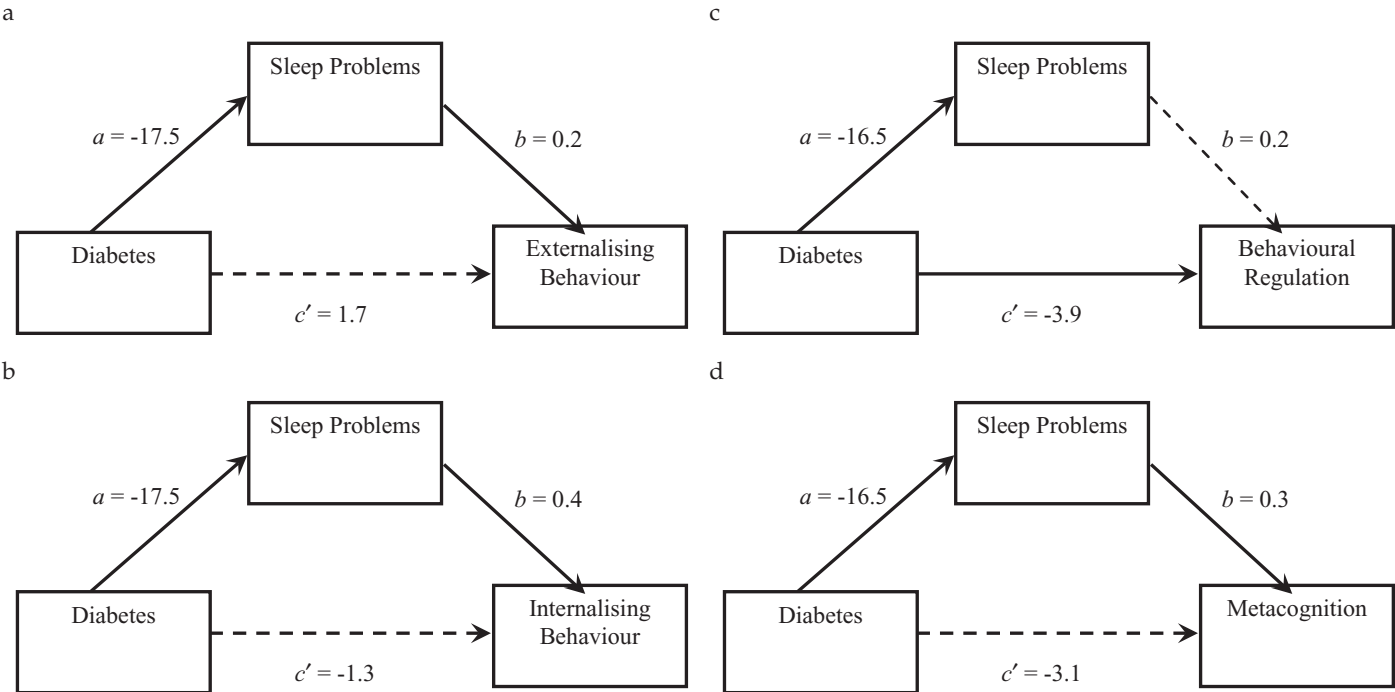 a
Sleep Problems
a = -17.5
b = 0.2
Diabetes
Externalising
Behaviour
c′ = 1.7
b
Sleep Problems
a = -17.5
b = 0.4
Diabetes
Internalising
Behaviour
c′ = -1.3
c
Sleep Problems
a = -16.5
b = 0.2
Diabetes
Behavioural
Regulation
c′ = -3.9
d
Sleep Problems
a = -16.5
b = 0.3
Diabetes
Metacognition
c′ = -3.1